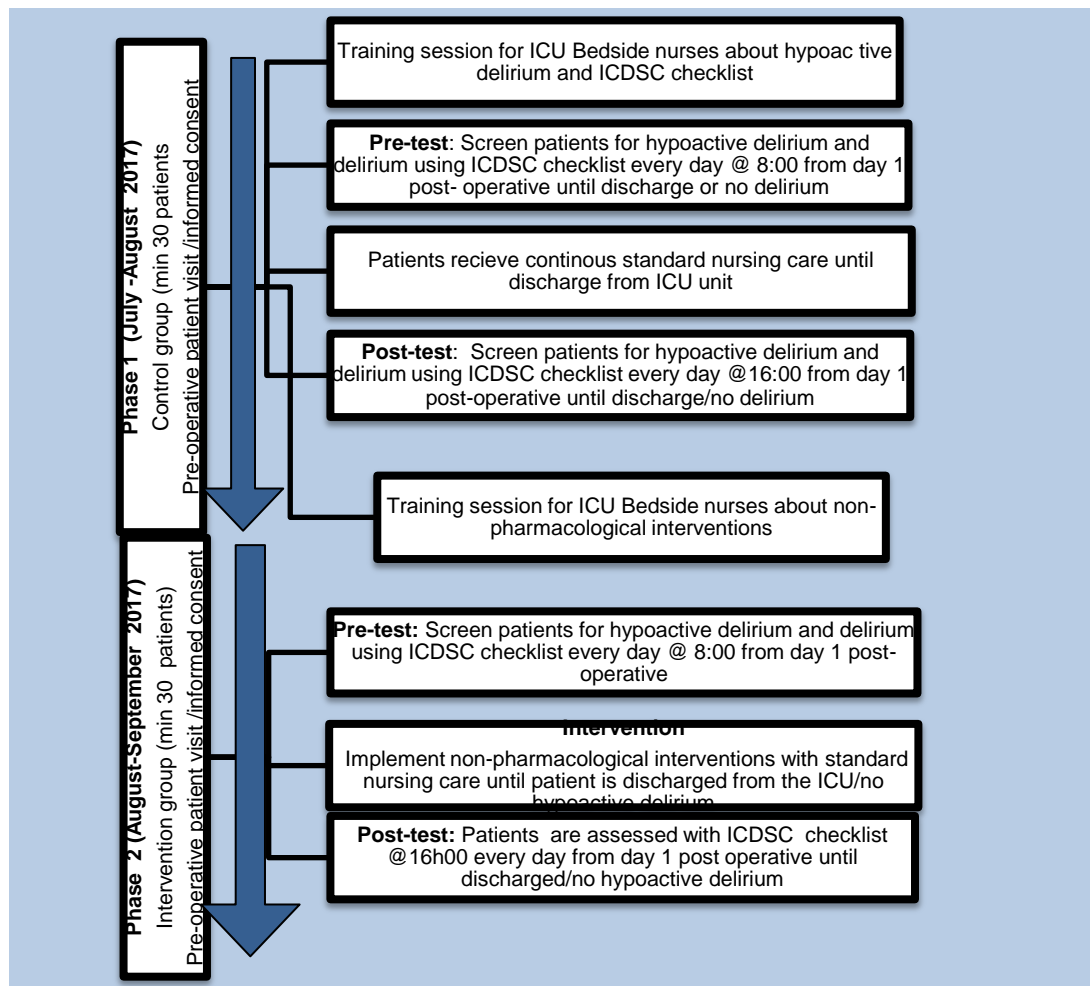 Phase 1 (July -August 2017)
Control group (min 30 patients
Pre-operative patient visit /informed consent
Training session for ICU Bedside nurses about hypoac tive
delirium and ICDSC checklist
Pre-test: Screen patients for hypoactive delirium and
delirium using ICDSC checklist every day @ 8:00 from day 1
post- operative until discharge or no delirium
Patients recieve continous standard nursing care until
discharge from ICU unit
Post-test: Screen patients for hypoactive delirium and
delirium using ICDSC checklist every day @16:00 from day 1
post-operative until discharge/no delirium
Training session for ICU Bedside nurses about non-
pharmacological interventions
Phase 2 (August-September 2017)
Intervention group (min 30 patients)
Pre-operative patient visit /informed consent
Pre-test: Screen patients for hypoactive delirium and delirium
using ICDSC checklist every day @ 8:00 from day 1 post-
operative
Intervention
Implement non-pharmacological interventions with standard
nursing care until patient is discharged from the ICU/no
hypoactive delirium
Post-test: Patients are assessed with ICDSC checklist
@16h00 every day from day 1 post operative until
discharged/no hypoactive delirium